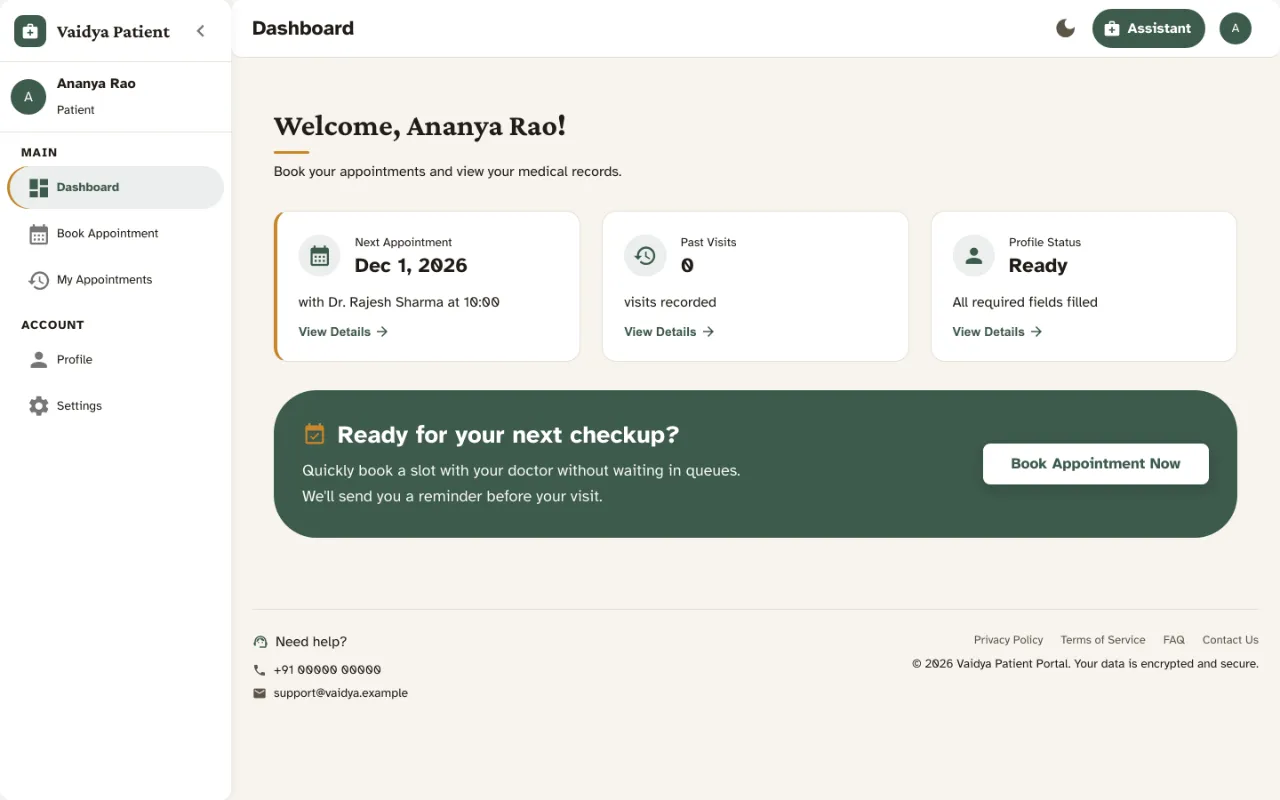 Vaidya Patient
A
Ananya Rao
Patient
MAIN
Dashboard
Book Appointment
My Appointments
ACCOUNT
Profile
Settings
Dashboard
Assistant
A
Welcome, Ananya Rao!
Book your appointments and view your medical records.
Next Appointment
Dec 1, 2026
with Dr. Rajesh Sharma at 10:00
View Details →
Past Visits
0
visits recorded
View Details →
Profile Status
Ready
All required fields filled
View Details →
Ready for your next checkup?
Quickly book a slot with your doctor without waiting in queues.
We'll send you a reminder before your visit.
Book Appointment Now
Need help?
+91 00000 00000
support@vaidya.example
Privacy Policy Terms of Service FAQ Contact Us
© 2026 Vaidya Patient Portal. Your data is encrypted and secure.